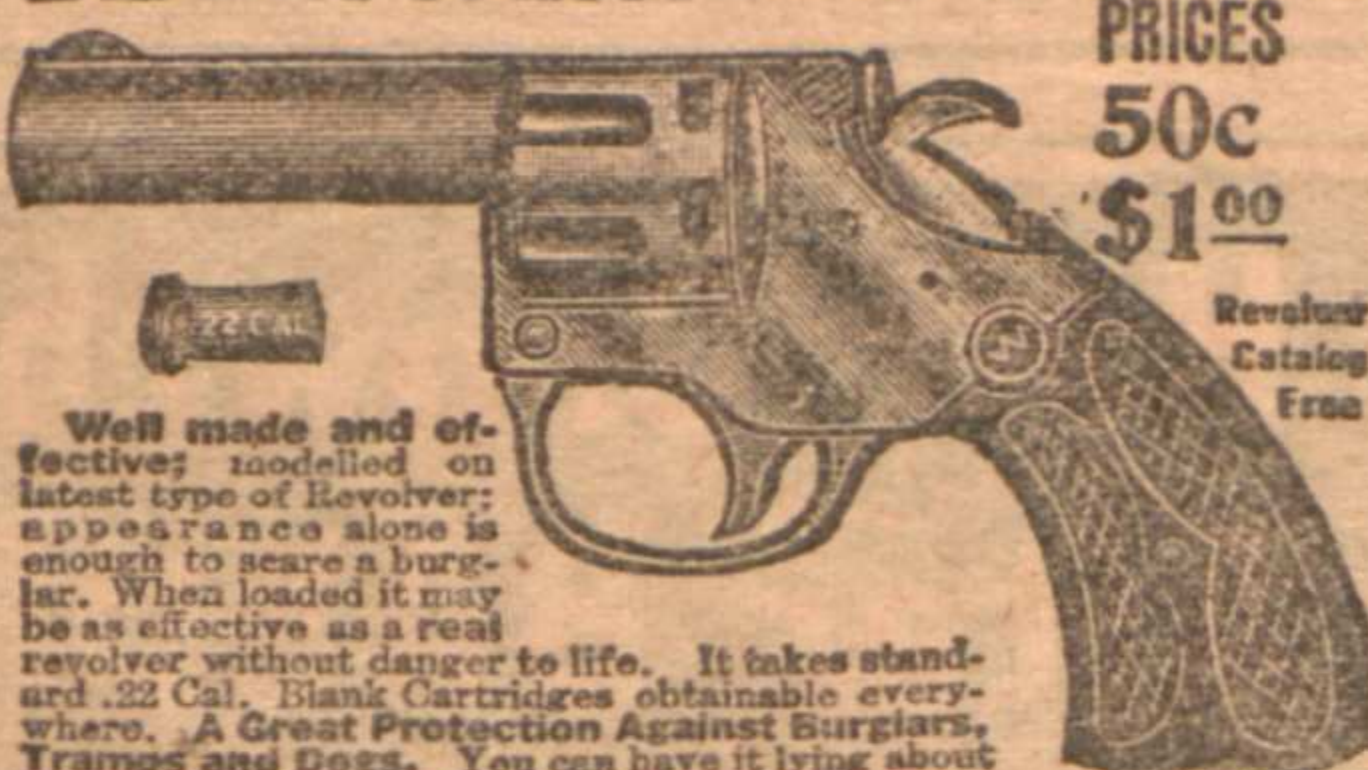 PRICES
50c
$1.00
Revolver
Catalog
Free
22 CAL
Well made and ef-
fective; modelled on
latest type of Revolver;
appearance alone is
enough to scare a burg-
lar. When loaded it may
be as effective as a real
revolver without danger to life. It takes stand-
ard .22 Cal. Blank Cartridges obtainable every-
where. A Great Protection Against Burglars,
Tramps and Dogs. You can have it lying about